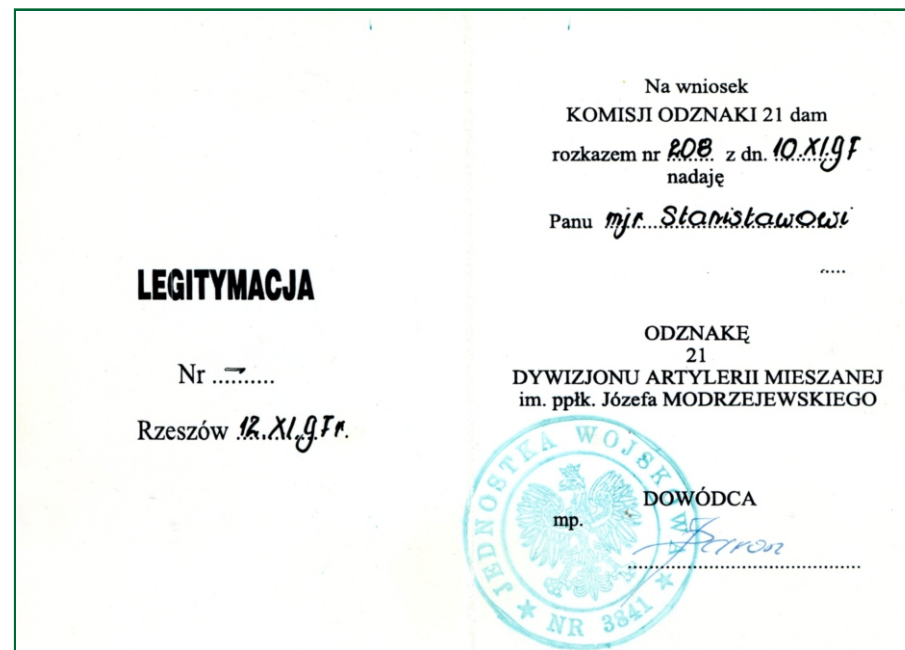 LEGITYMACJA
Nr ..–.......
Rzeszów 12.XI.97r.
Na wniosek
KOMISJI ODZNAKI 21 dam
rozkazem nr 208 z dn. 10.XI.97
nadaję
Panu mjr Stanisławowi
.....
ODZNAKĘ
21
DYWIZJONU ARTYLERII MIESZANEJ
im. ppłk. Józefa MODRZEJEWSKIEGO
DOWÓDCA
mp.
JEDNOSTKA WOJSKOWA
NR 3841